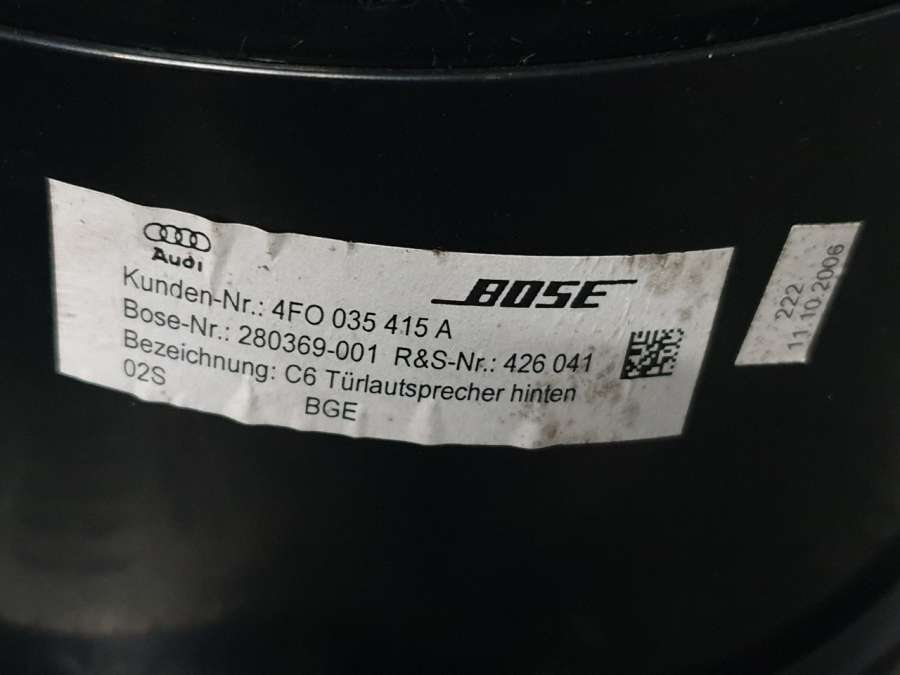 Audi
BOSE
Kunden-Nr.: 4FO 035 415 A
Bose-Nr.: 280369-001 R&S-Nr.: 426 041
Bezeichnung: C6 Türlautsprecher hinten
02S BGE
222
11.10.2006